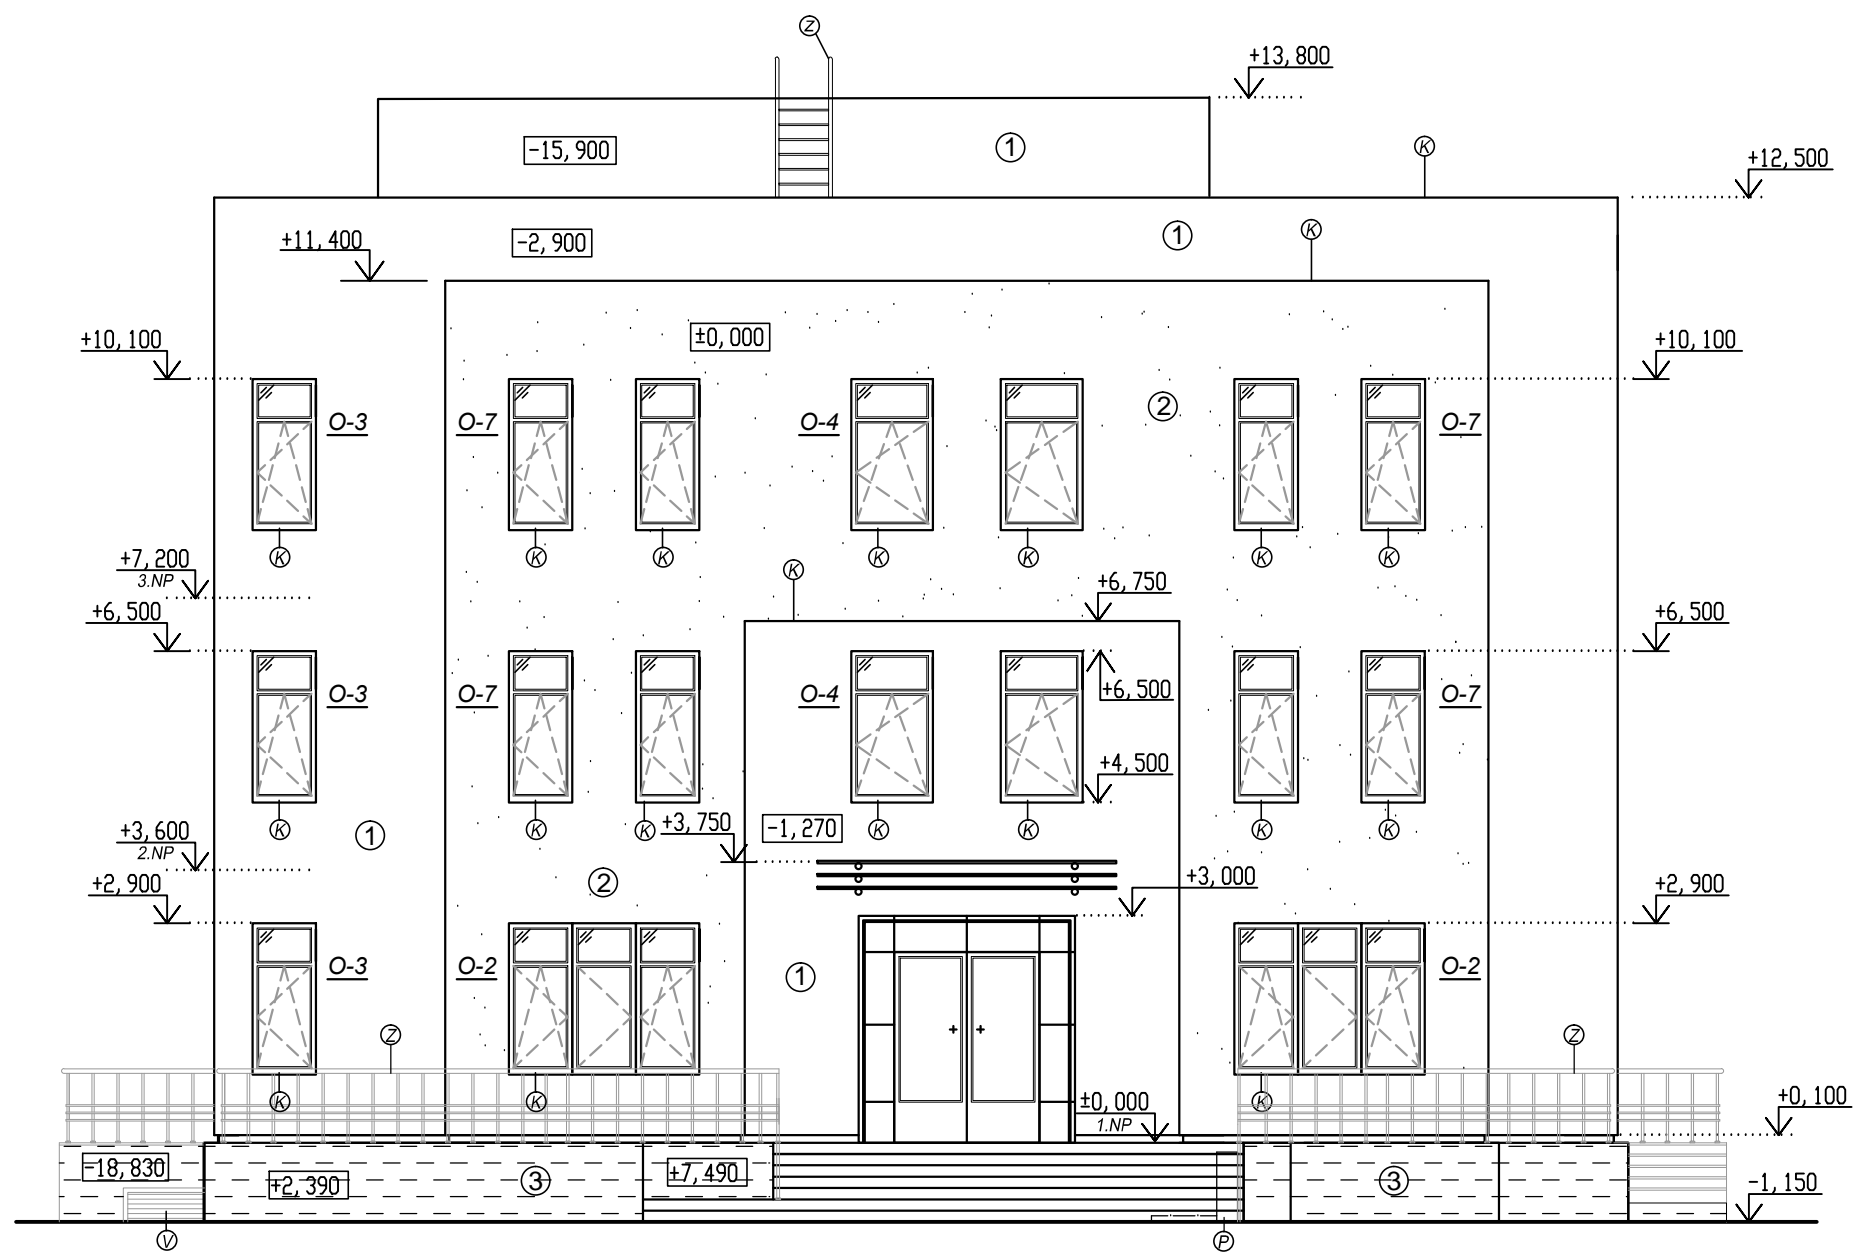 Z
+13,800
-15,900
1
K
+12,500
+11,400
-2,900
1
K
+10,100
±0,000
+10,100
O-3
O-7
O-4
2
O-7
K
K
K
K
K
K
K
+7,200
3.NP
K
+6,750
+6,500
+6,500
O-3
O-7
O-4
+6,500
O-7
+4,500
K
K
K
K
K
K
K
+3,600
2.NP
1
+3,750
-1,270
+2,900
2
+3,000
+2,900
O-3
O-2
1
O-2
Z
Z
K
K
K
±0,000
1.NP
+0,100
-18,830
+2,390
3
+7,490
3
-1,150
V
P